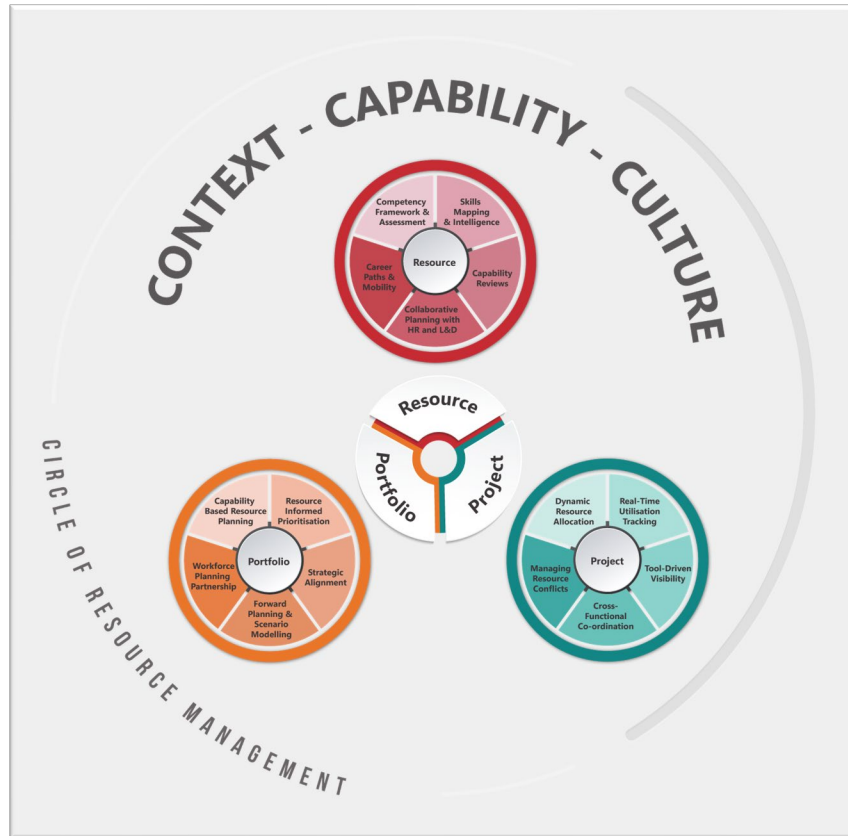 CONTEXT - CAPABILITY - CULTURE
Competency
Framework &
Assessment
Skills
Mapping
& Intelligence
Career
Paths &
Mobility
Resource
Capability
Reviews
Collaborative
Planning with
HR and L&D
Resource
Portfolio
Project
Capability
Based Resource
Planning
Resource
Informed
Prioritisation
Workforce
Planning
Partnership
Portfolio
Strategic
Alignment
Forward
Planning &
Scenario
Modelling
Dynamic
Resource
Allocation
Real-Time
Utilisation
Tracking
Managing
Resource
Conflicts
Project
Tool-Driven
Visibility
Cross-
Functional
Co-ordination
CIRCLE OF RESOURCE MANAGEMENT